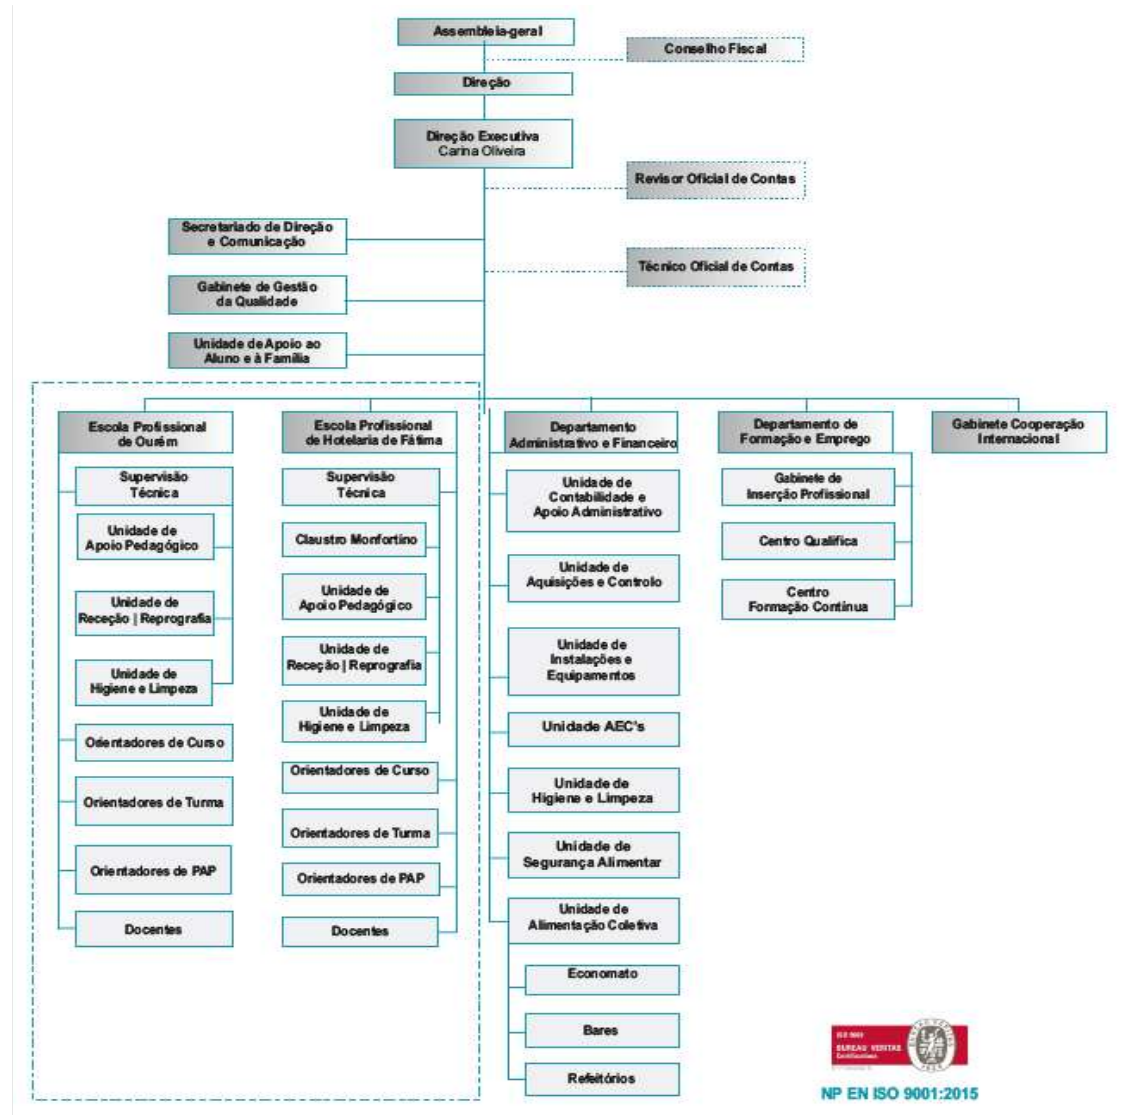 Assembleia-geral
Conselho Fiscal
Direção
Direção Executiva
Carina Oliveira
Revisor Oficial de Contas
Secretariado de Direção
e Comunicação
Técnico Oficial de Contas
Gabinete de Gestão
da Qualidade
Unidade de Apoio ao
Aluno e à Família
Escola Profissional
de Ourém
Supervisão
Técnica
Unidade de
Apoio Pedagógico
Unidade de
Receção | Reprografia
Unidade de
Higiene e Limpeza
Orientadores de Curso
Orientadores de Turma
Orientadores de PAP
Docentes
Escola Profissional
de Hotelaria de Fátima
Supervisão
Técnica
Claustro Monfortino
Unidade de
Apoio Pedagógico
Unidade de
Receção | Reprografia
Unidade de
Higiene e Limpeza
Orientadores de Curso
Orientadores de Turma
Orientadores de PAP
Docentes
Departamento
Administrativo e Financeiro
Unidade de
Contabilidade e
Apoio Administrativo
Unidade de
Aquisições e Controlo
Unidade de
Instalações e
Equipamentos
Unidade AEC's
Unidade de
Higiene e Limpeza
Unidade de
Segurança Alimentar
Unidade de
Alimentação Coletiva
Economato
Bares
Refeitórios
Departamento de
Formação e Emprego
Gabinete de
Inserção Profissional
Centro Qualifica
Centro
Formação Contínua
Gabinete Cooperação
Internacional
ISO 9001
BUREAU VERITAS
Certification
NP EN ISO 9001:2015